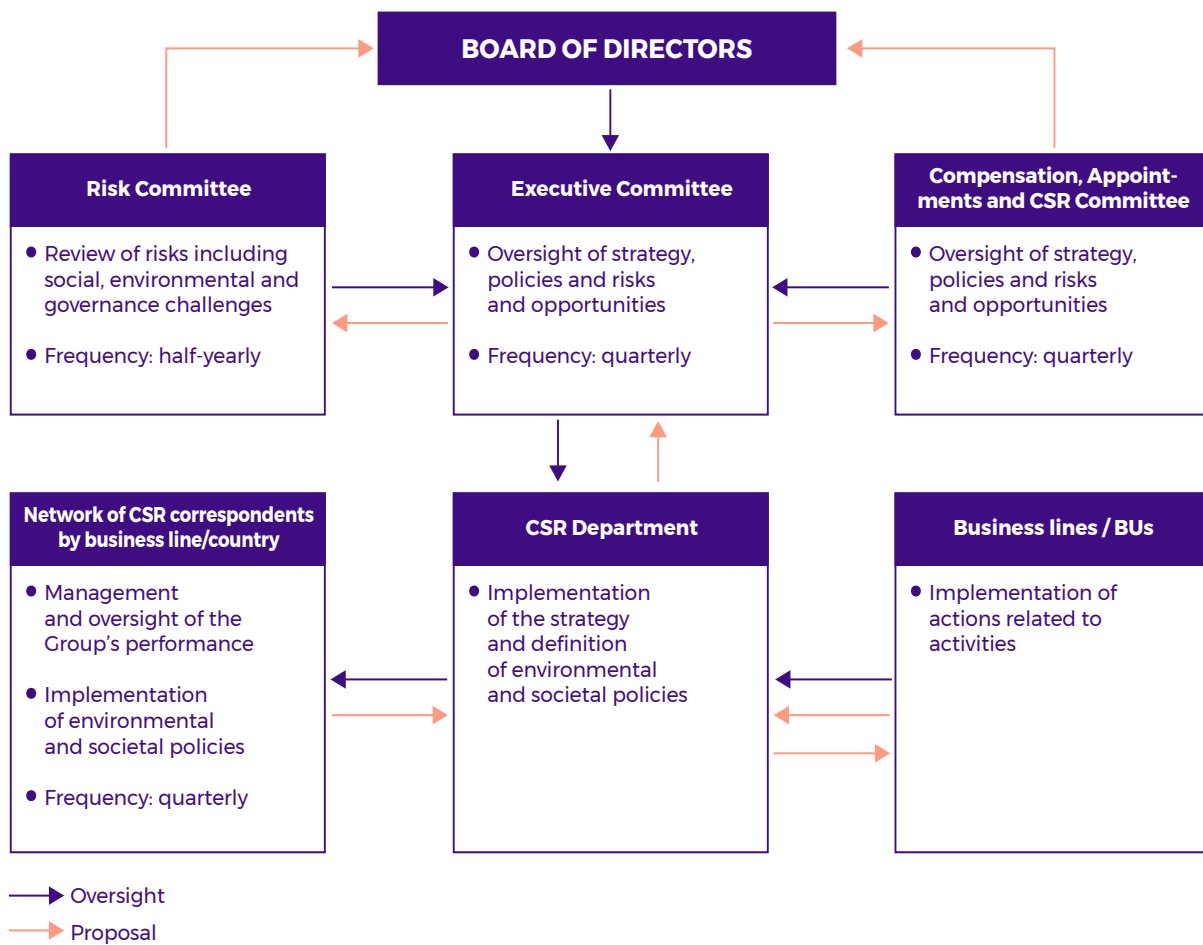 BOARD OF DIRECTORS
Risk Committee
● Review of risks including
social, environmental and
governance challenges
● Frequency: half-yearly
Executive Committee
● Oversight of strategy,
policies and risks
and opportunities
● Frequency: quarterly
Compensation, Appoint-
ments and CSR Committee
● Oversight of strategy,
policies and risks
and opportunities
● Frequency: quarterly
Network of CSR correspondents
by business line/country
● Management
and oversight of the
Group's performance
● Implementation
of environmental
and societal policies
● Frequency: quarterly
CSR Department
● Implementation
of the strategy
and definition
of environmental
and societal policies
Business lines / BUs
● Implementation of
actions related to
activities
Oversight
Proposal